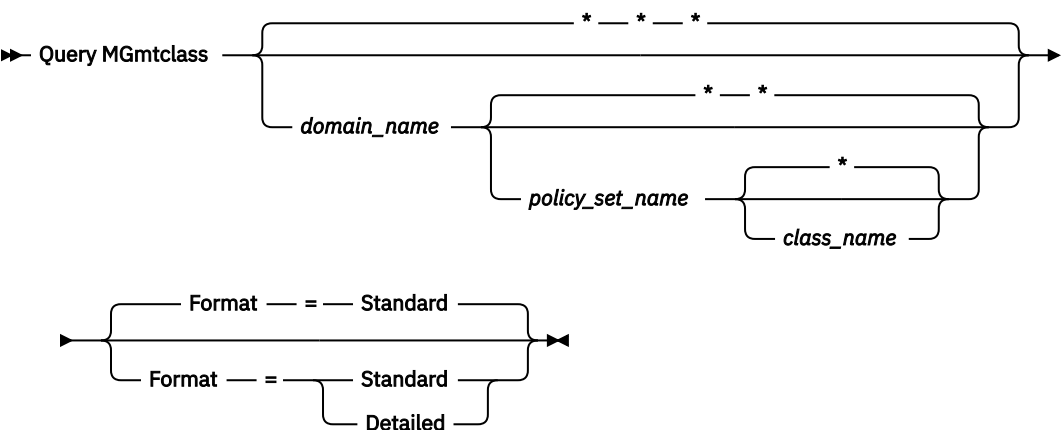 * * *
Query MGmtclass
* *
domain_name
*
policy_set_name
class_name
Format = Standard
Format = Standard
Detailed